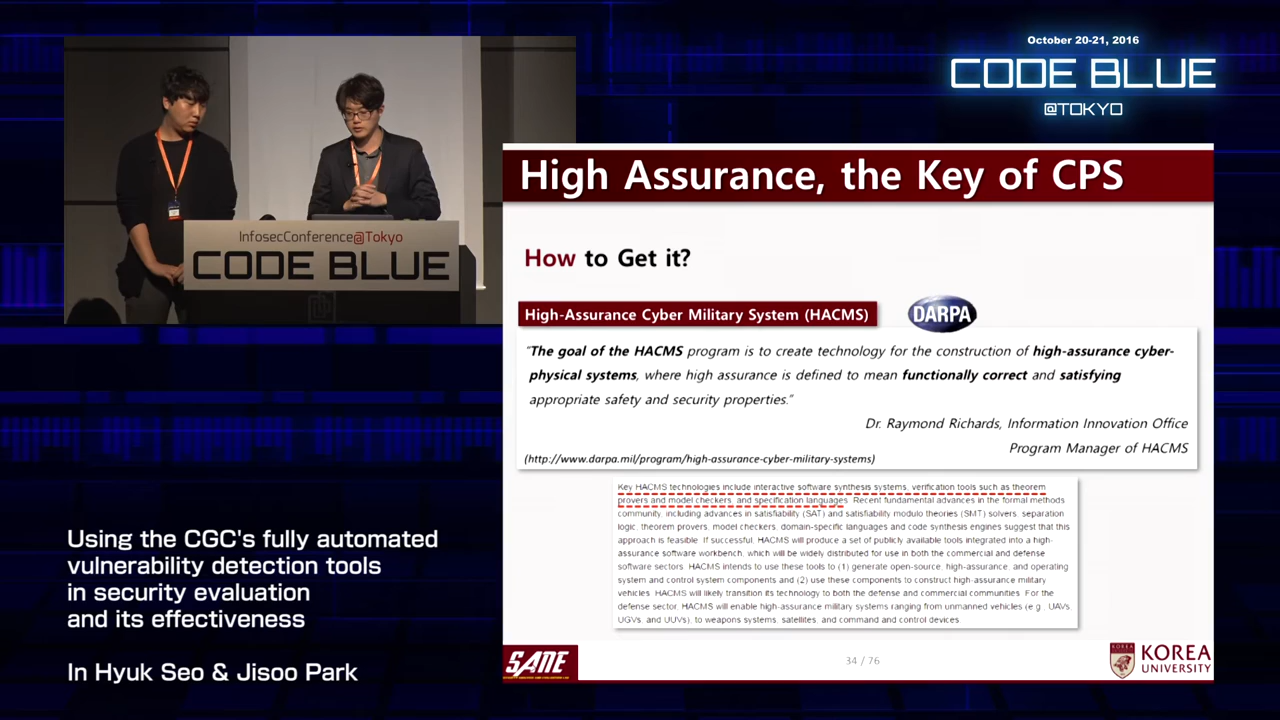 October 20-21, 2016
CODE BLUE
@TOKYO
InfosecConference@Tokyo
CODE BLUE
High Assurance, the Key of CPS
How to Get it?
High-Assurance Cyber Military System (HACMS)
DARPA
"The goal of the HACMS program is to create technology for the construction of high-assurance cyber-
physical systems, where high assurance is defined to mean functionally correct and satisfying
appropriate safety and security properties."
Dr. Raymond Richards, Information Innovation Office
Program Manager of HACMS
(http://www.darpa.mil/program/high-assurance-cyber-military-systems)
Key HACMS technologies include interactive software synthesis systems, verification tools such as theorem
provers and model checkers, and specification languages. Recent fundamental advances in the formal methods
community, including advances in satisfiability (SAT) and satisfiability modulo theories (SMT) solvers, separation
logic, theorem provers, model checkers, domain-specific languages and code synthesis engines suggest that this
approach is feasible. If successful, HACMS will produce a set of publicly available tools integrated into a high-
assurance software workbench, which will be widely distributed for use in both the commercial and defense
software sectors. HACMS intends to use these tools to (1) generate open-source, high-assurance, and operating
system and control system components and (2) use these components to construct high-assurance military
vehicles. HACMS will likely transition its technology to both the defense and commercial communities. For the
defense sector, HACMS will enable high-assurance military systems ranging from unmanned vehicles (e.g., UAVs,
UGVs, and UUVs), to weapons systems, satellites, and command and control devices.
Using the CGC's fully automated
vulnerability detection tools
in security evaluation
and its effectiveness
In Hyuk Seo & Jisoo Park
SANE
34 / 76
KOREA
UNIVERSITY